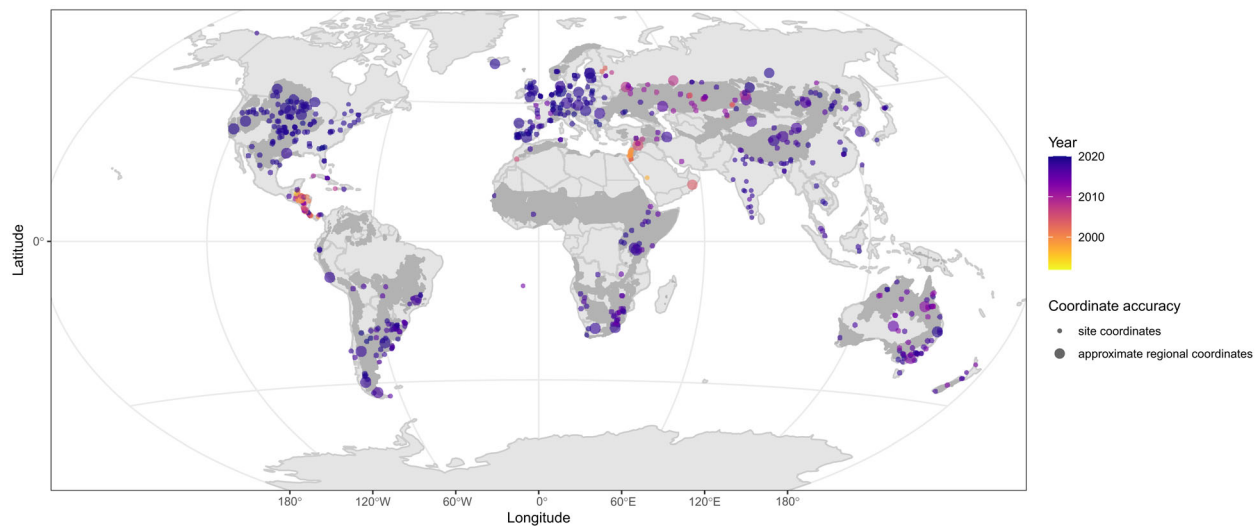 Latitude
0°
180°
120°W
60°W
0°
60°E
120°E
180°
Longitude
Year
2020
2010
2000
Coordinate accuracy
site coordinates
approximate regional coordinates